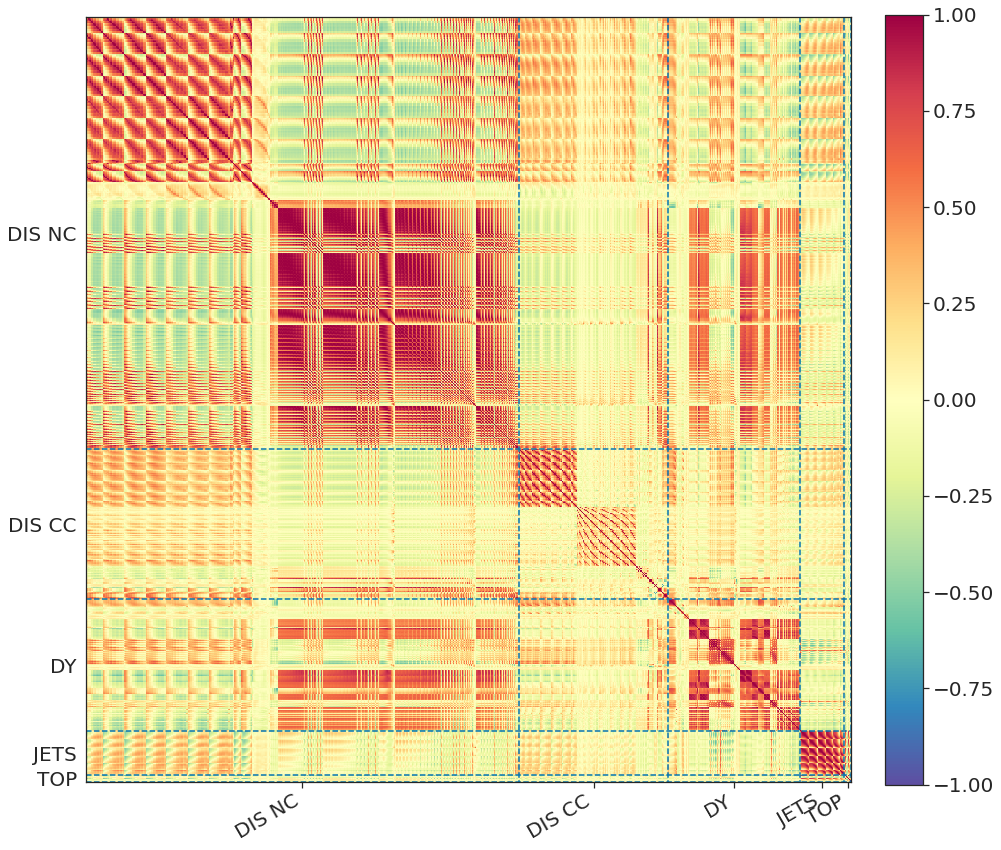 DIS NC
DIS CC
DY
JETS
TOP
DIS NC
DIS CC
DY
JETS
TOP
1.00
0.75
0.50
0.25
0.00
−0.25
−0.50
−0.75
−1.00